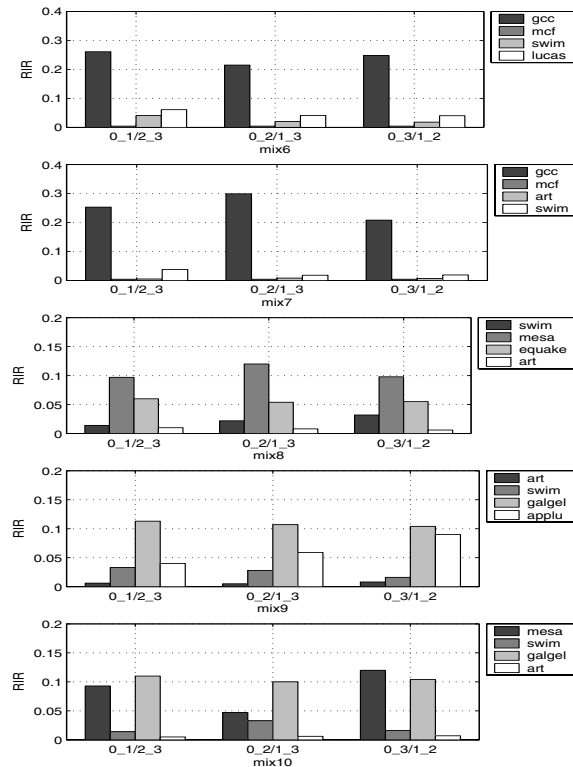 0.4
0.3
0.2
0.1
0
RIR
0_1/2_3
0_2/1_3
0_3/1_2
mix6
gcc
mcf
swim
lucas
0.4
0.3
0.2
0.1
0
RIR
0_1/2_3
0_2/1_3
0_3/1_2
mix7
gcc
mcf
art
swim
0.2
0.15
0.1
0.05
0
RIR
0_1/2_3
0_2/1_3
0_3/1_2
mix8
swim
mesa
equake
art
0.2
0.15
0.1
0.05
0
RIR
0_1/2_3
0_2/1_3
0_3/1_2
mix9
art
swim
galgel
applu
0.2
0.15
0.1
0.05
0
RIR
0_1/2_3
0_2/1_3
0_3/1_2
mix10
mesa
swim
galgel
art